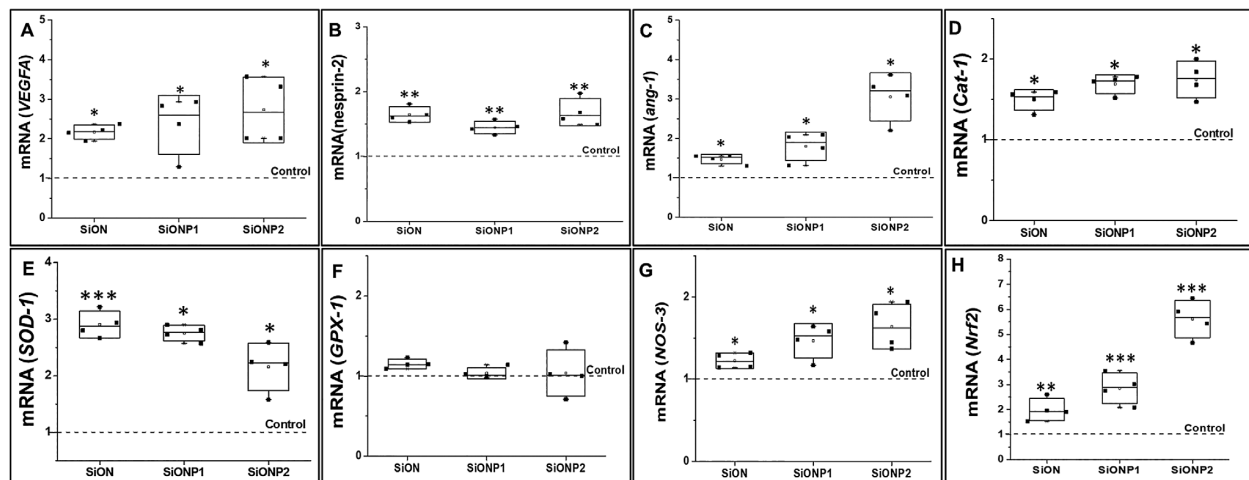 A
mRNA (VEGFA)
5
4
3
2
1
0
*
*
*
Control
SiON
SiONP1
SiONP2
B
mRNA(nesprin-2)
3
2
1
0
**
**
**
Control
SiON
SiONP1
SiONP2
C
mRNA (ang-1)
5
4
3
2
1
0
*
*
*
Control
SiON
SiONP1
SiONP2
D
mRNA (Cat-1)
2
1
0
*
*
*
Control
SiON
SiONP1
SiONP2
E
mRNA (SOD-1)
3
2
1
***
*
*
Control
SiON
SiONP1
SiONP2
F
mRNA (GPX-1)
2
1
0
Control
SiON
SiONP1
SiONP2
G
mRNA (NOS-3)
2
1
0
*
*
*
Control
SiON
SiONP1
SiONP2
H
mRNA (Nrf2)
8
7
6
5
4
3
2
1
0
**
***
***
Control
SiON
SiONP1
SiONP2